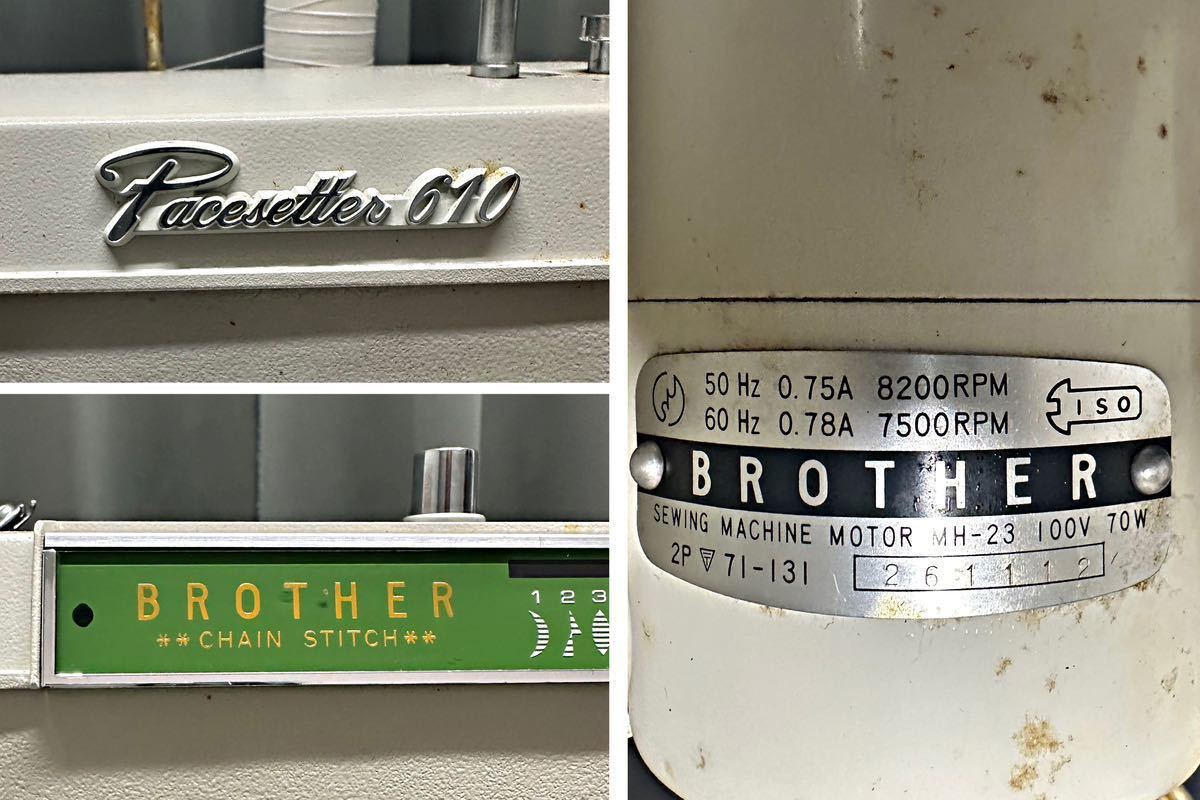 Pacesetter 610
BROTHER
**CHAIN STITCH**
1 2 3
50 Hz 0.75A 8200RPM
60 Hz 0.78A 7500RPM
ISO
BROTHER
SEWING MACHINE MOTOR MH-23 100V 70W
2P 71-131
261112